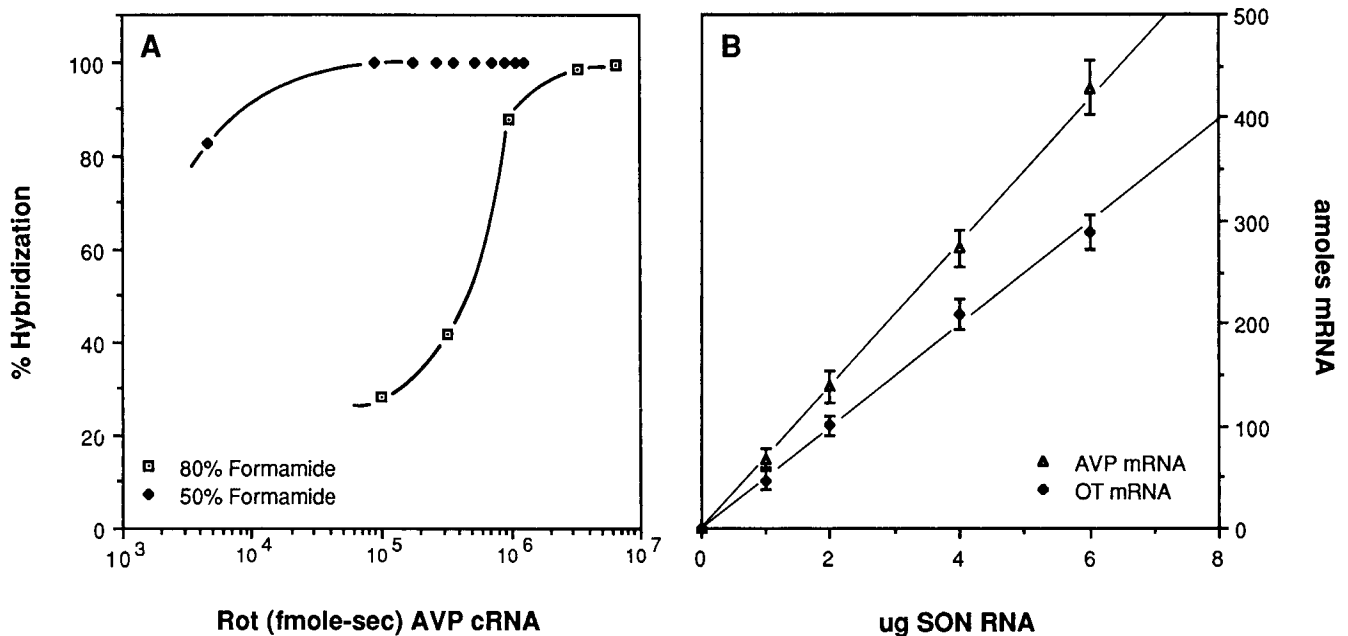 A
% Hybridization
100
80
60
40
20
0
80% Formamide
50% Formamide
10^3
10^4
10^5
10^6
10^7
Rot (fmole-sec) AVP cRNA
B
500
400
300
200
100
0
amoles mRNA
AVP mRNA
OT mRNA
0
2
4
6
8
ug SON RNA